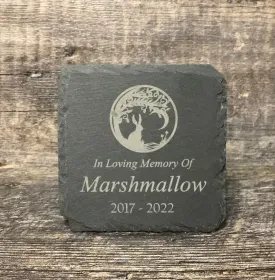 In Loving Memory Of
Marshmallow
2017 - 2022